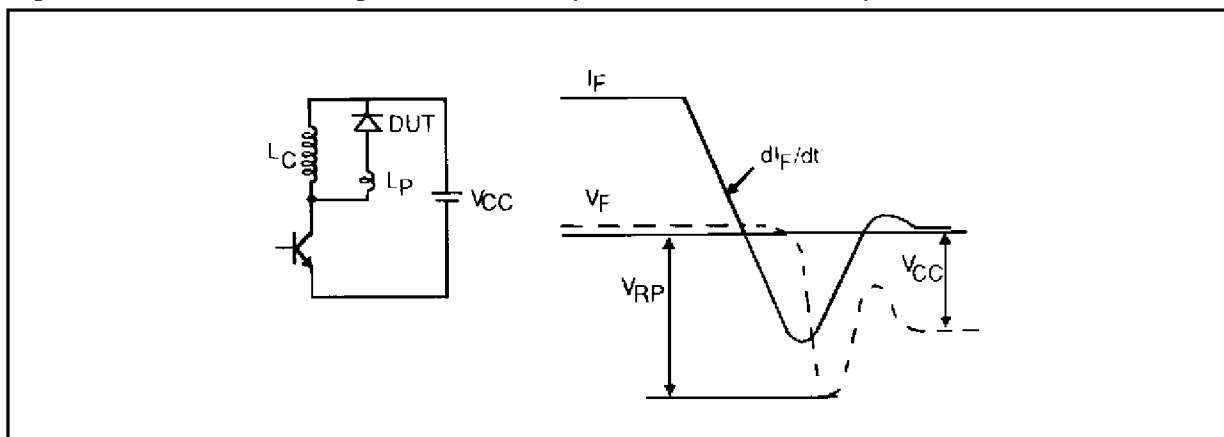 DUT
LC
LP
VCC
IF
dIF/dt
VF
VRP
VCC